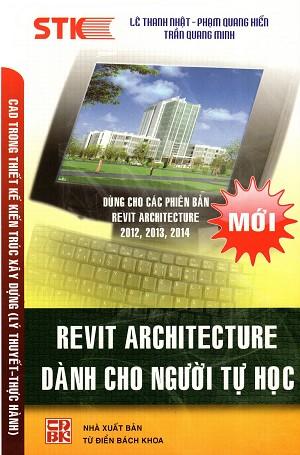 STK
LÊ THANH NHẬT - PHẠM QUANG HIỂN
TRẦN QUANG MINH
CAD TRONG THIẾT KẾ KIẾN TRÚC XÂY DỰNG (LÝ THUYẾT-THỰC HÀNH)
DÙNG CHO CÁC PHIÊN BẢN
REVIT ARCHITECTURE
2012, 2013, 2014
MỚI
REVIT ARCHITECTURE
DÀNH CHO NGƯỜI TỰ HỌC
NHÀ XUẤT BẢN
TỪ ĐIỂN BÁCH KHOA